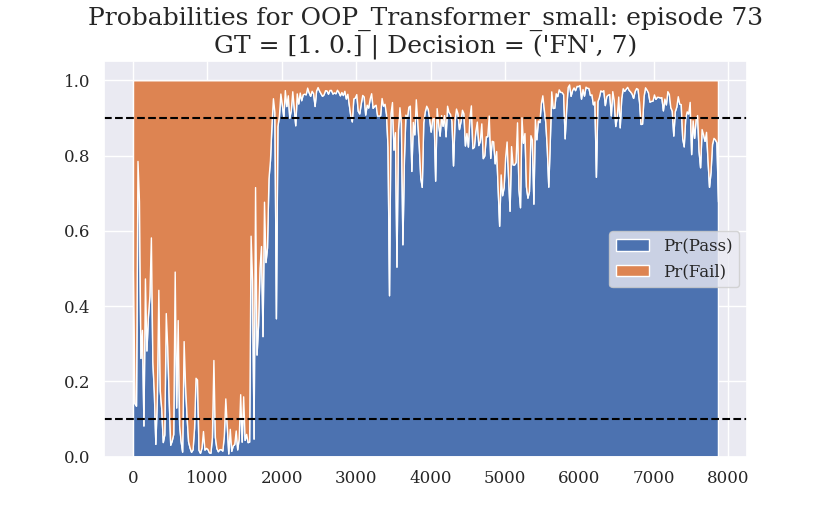 Probabilities for OOP_Transformer_small: episode 73
GT = [1. 0.] | Decision = ('FN', 7)
1.0
0.8
0.6
0.4
0.2
0.0
Pr(Pass)
Pr(Fail)
0 1000 2000 3000 4000 5000 6000 7000 8000